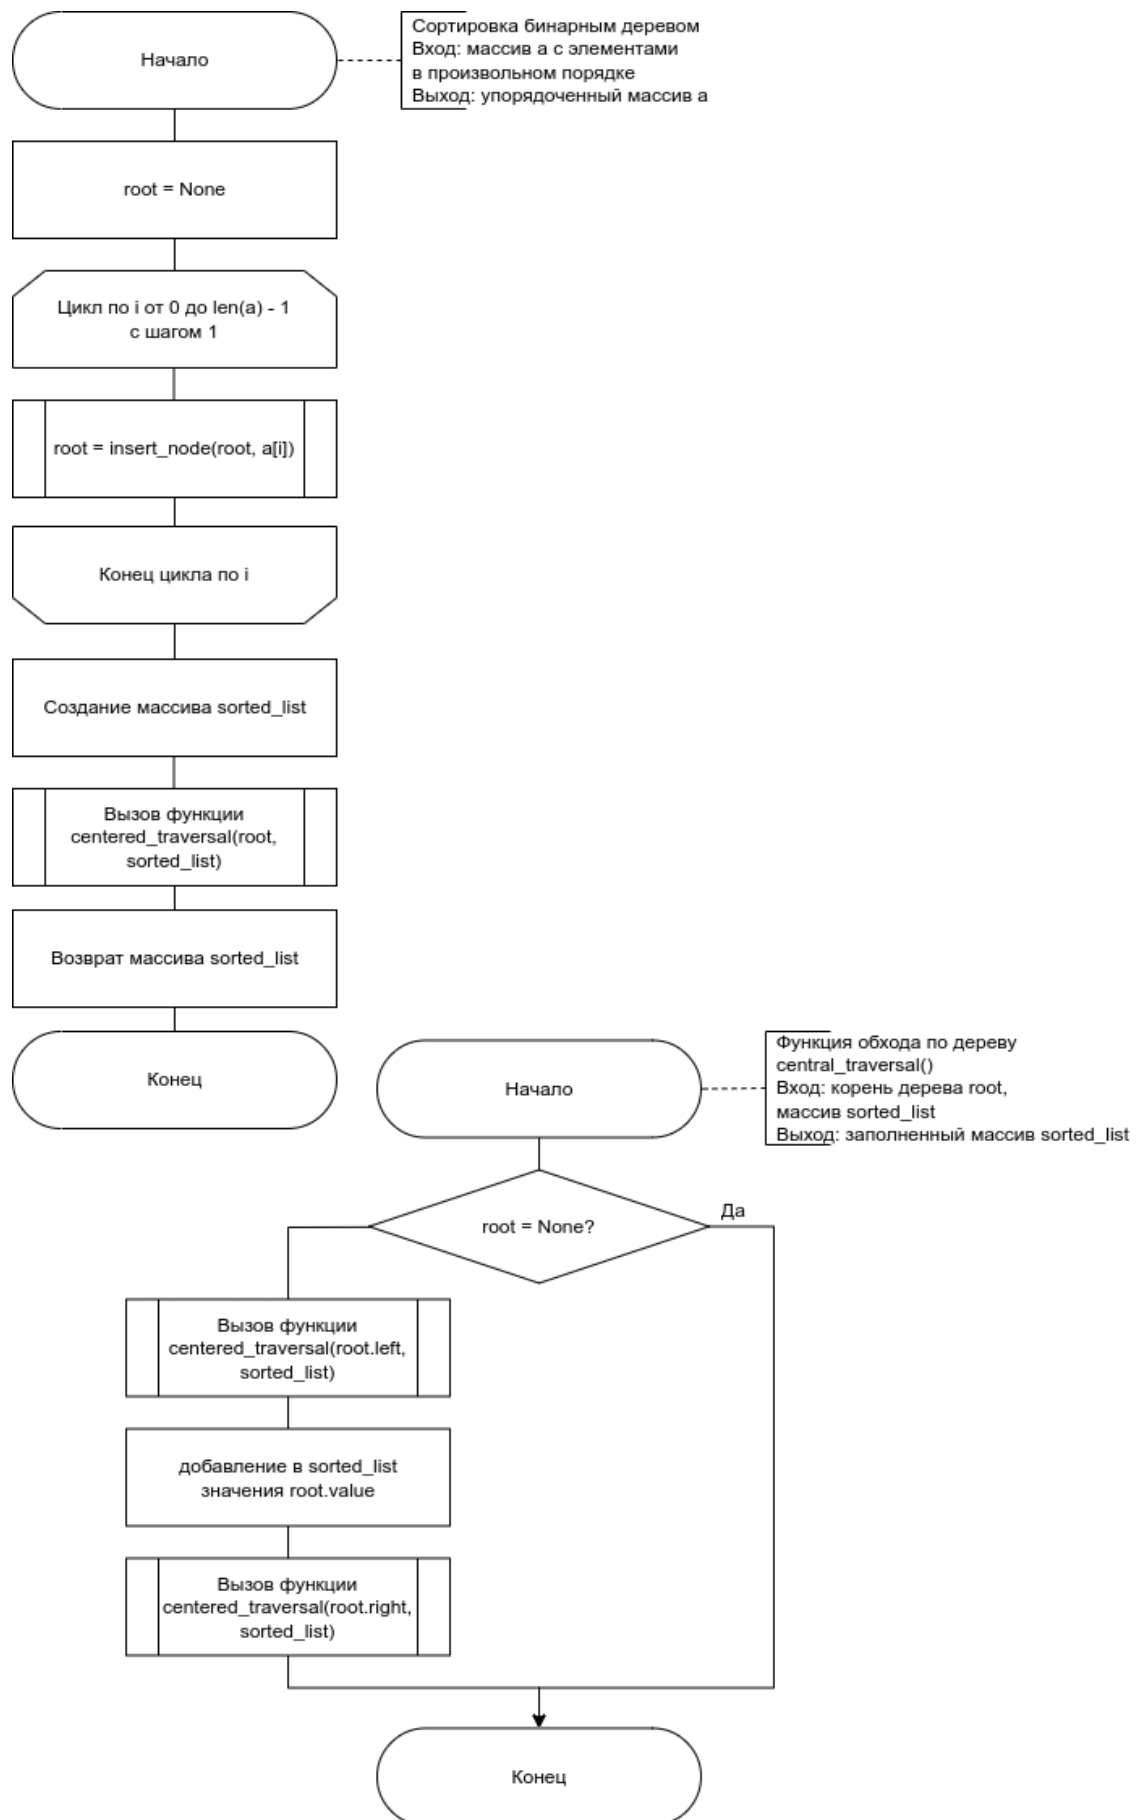 Начало
Сортировка бинарным деревом
Вход: массив a с элементами
в произвольном порядке
Выход: упорядоченный массив a
root = None
Цикл по i от 0 до len(a) - 1
с шагом 1
root = insert_node(root, a[i])
Конец цикла по i
Создание массива sorted_list
Вызов функции
centered_traversal(root,
sorted_list)
Возврат массива sorted_list
Конец
Начало
Функция обхода по дереву
central_traversal()
Вход: корень дерева root,
массив sorted_list
Выход: заполненный массив sorted_list
root = None?
Да
Вызов функции
centered_traversal(root.left,
sorted_list)
добавление в sorted_list
значения root.value
Вызов функции
centered_traversal(root.right,
sorted_list)
Конец